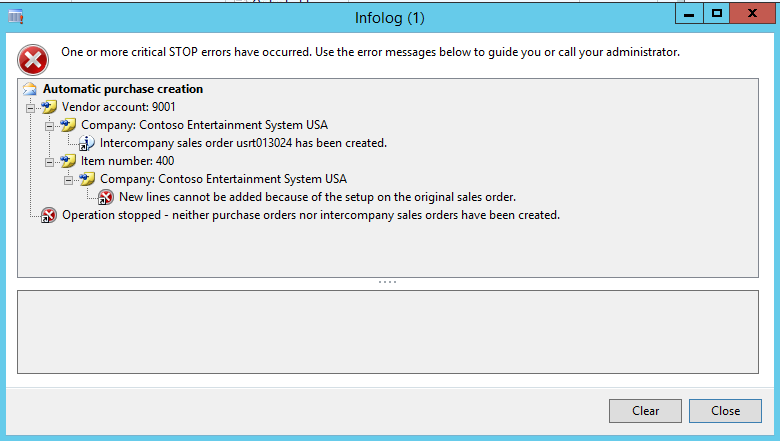 Infolog (1)
One or more critical STOP errors have occurred. Use the error messages below to guide you or call your administrator.
Automatic purchase creation
Vendor account: 9001
Company: Contoso Entertainment System USA
Intercompany sales order usrt013024 has been created.
Item number: 400
Company: Contoso Entertainment System USA
New lines cannot be added because of the setup on the original sales order.
Operation stopped - neither purchase orders nor intercompany sales orders have been created.
Clear
Close